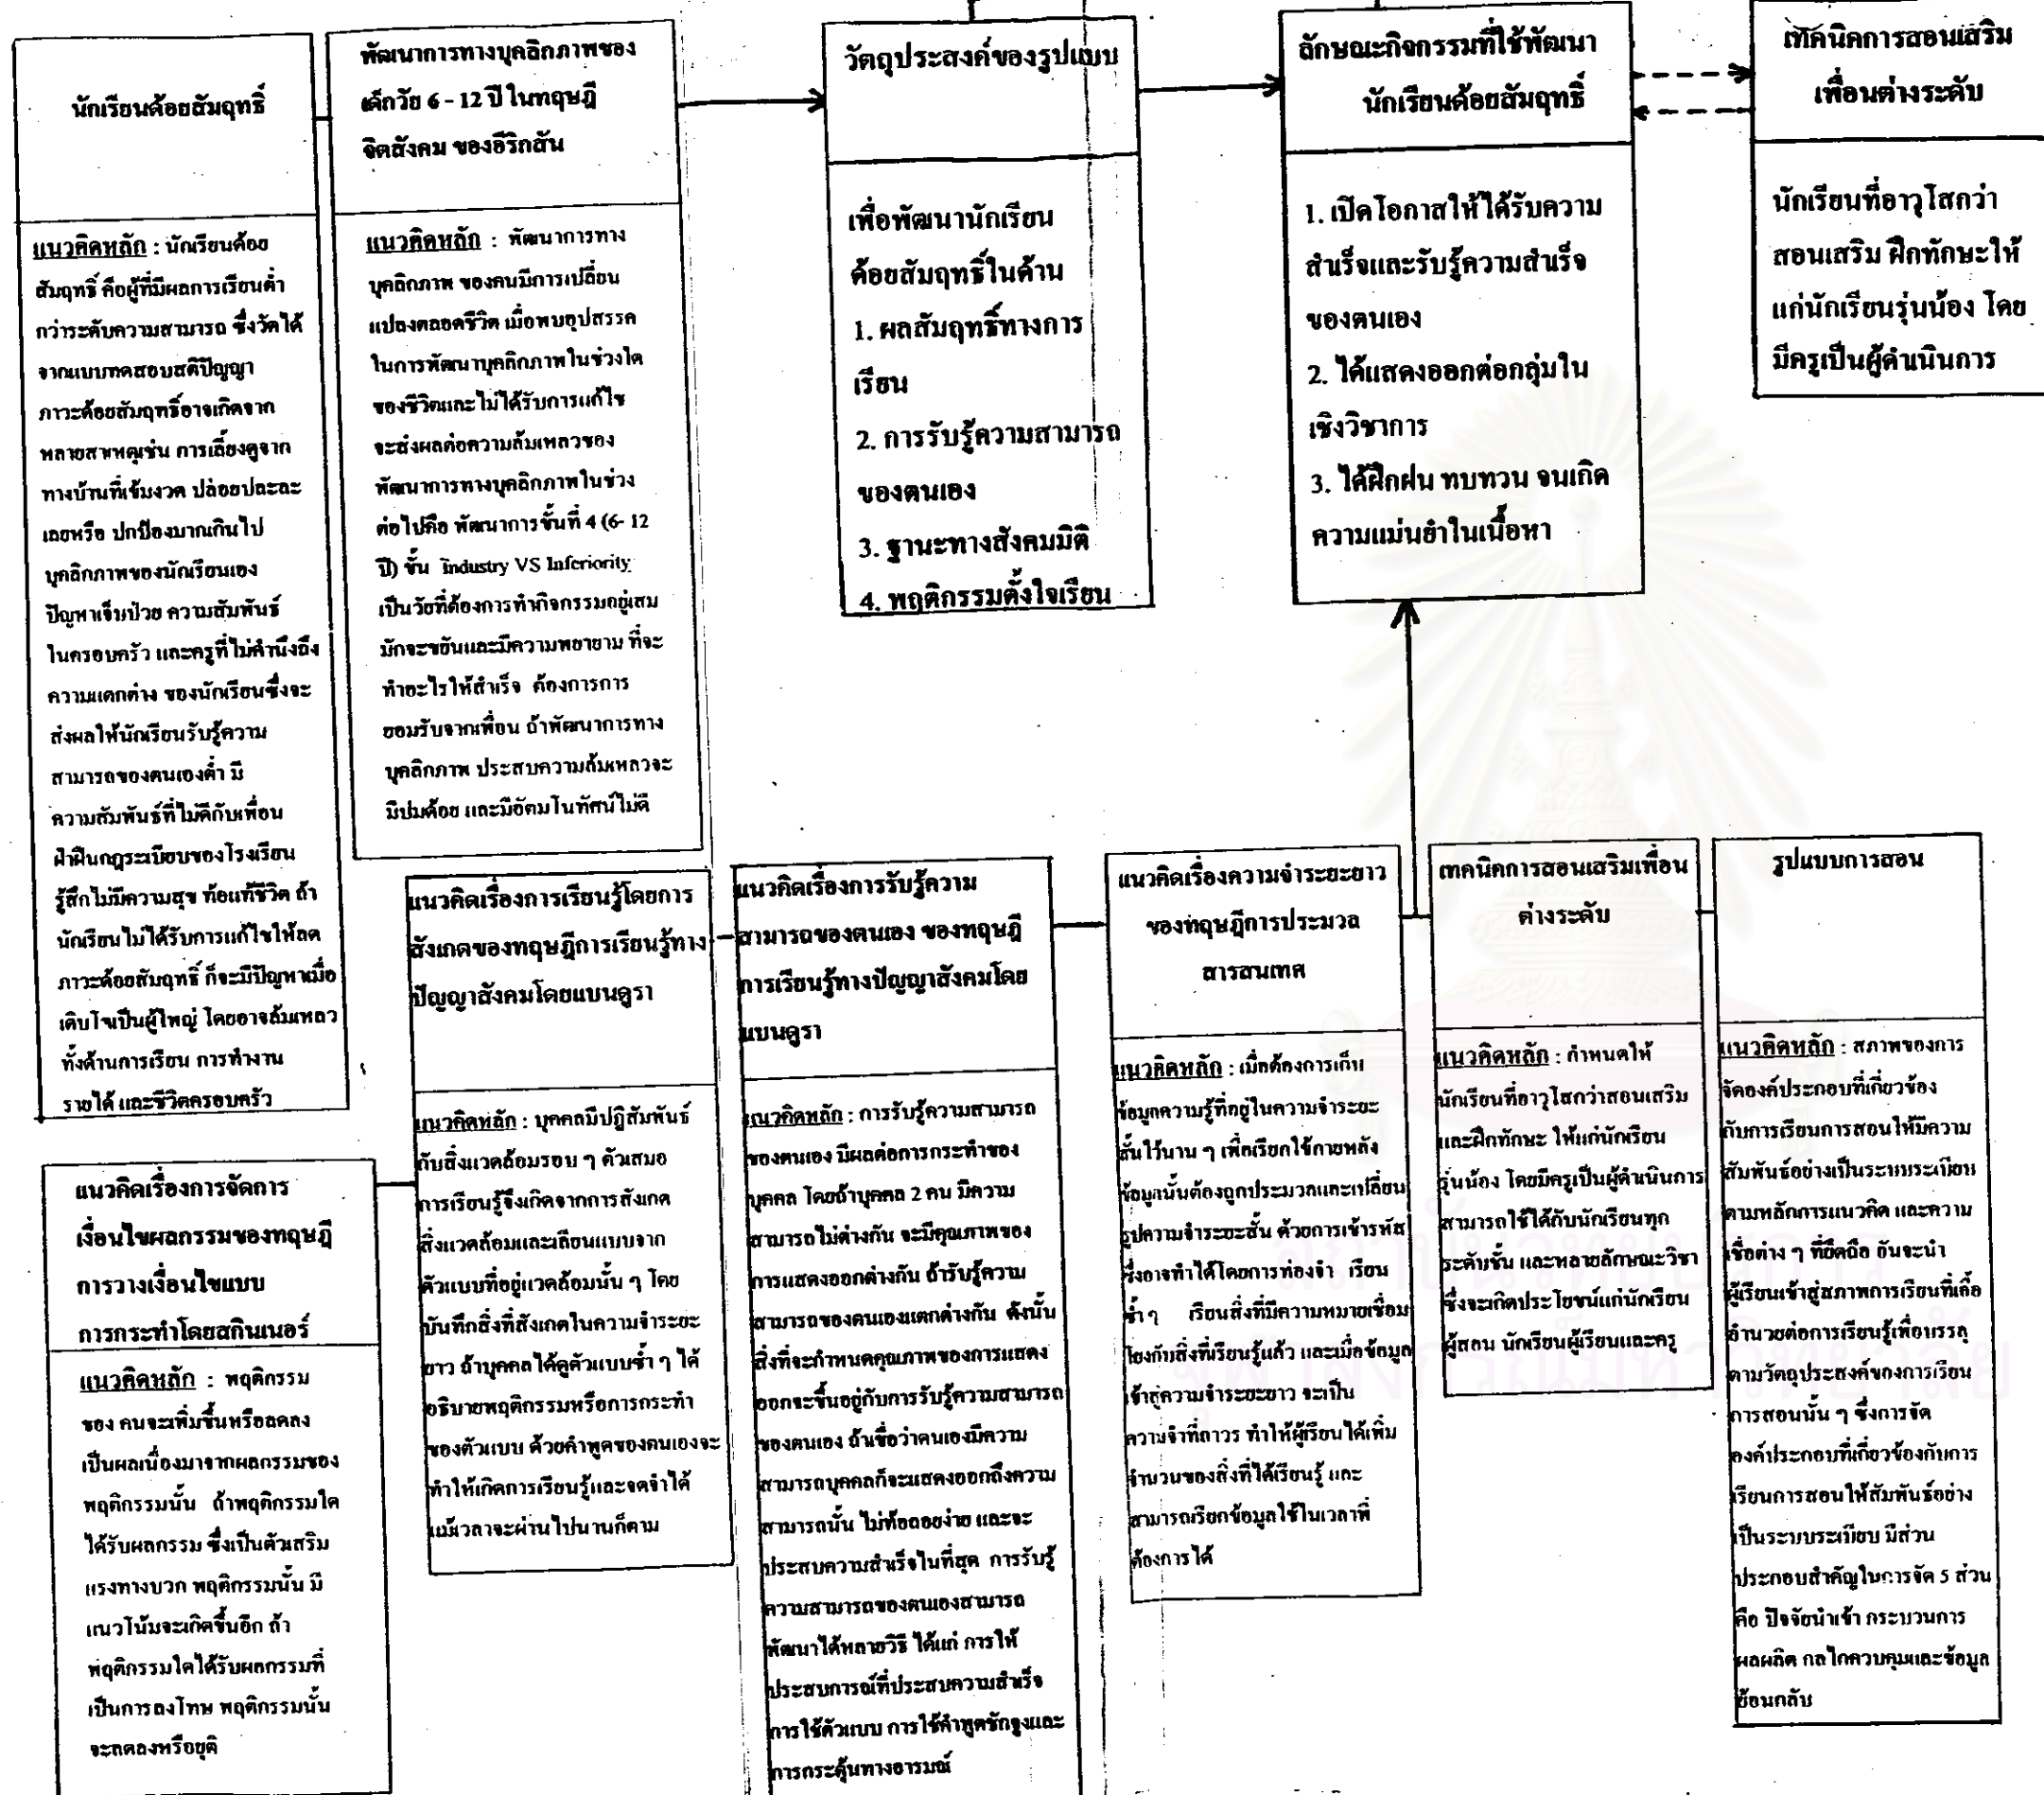 นักเรียนด้อยสัมฤทธิ์
แนวคิดหลัก : นักเรียนด้อย
สัมฤทธิ์ คือผู้ที่มีผลการเรียนต่ำ
กว่าระดับความสามารถ ซึ่งวัดได้
จากแบบทดสอบสติปัญญา
ภาวะด้อยสัมฤทธิ์อาจเกิดจาก
หลายสาเหตุเช่น การเลี้ยงดูจาก
ทางบ้านที่เข้มงวด ปล่อยปละละ
เลยหรือ ปกป้องมากเกินไป
บุคลิกภาพของนักเรียนเอง
ปัญหาเจ็บป่วย ความสัมพันธ์
ในครอบครัว และครูที่ไม่คำนึงถึง
ความแตกต่าง ของนักเรียนซึ่งจะ
ส่งผลให้นักเรียนรับรู้ความ
สามารถของตนเองต่ำ มี
ความสัมพันธ์ที่ไม่ดีกับเพื่อน
ฝ่าฝืนกฎระเบียบของโรงเรียน
รู้สึกไม่มีความสุข ท้อแท้ชีวิต ถ้า
นักเรียนไม่ได้รับการแก้ไขให้ลด
ภาวะด้อยสัมฤทธิ์ ก็จะมีปัญหาเมื่อ
เติบโตเป็นผู้ใหญ่ โดยอาจล้มเหลว
ทั้งด้านการเรียน การทำงาน
รายได้ และชีวิตครอบครัว
พัฒนาการทางบุคลิกภาพของ
เด็กวัย 6 - 12 ปี ในทฤษฎี
จิตสังคม ของอีริกสัน
แนวคิดหลัก : พัฒนาการทาง
บุคลิกภาพ ของคนมีการเปลี่ยน
แปลงตลอดชีวิต เมื่อพบอุปสรรค
ในการพัฒนาบุคลิกภาพในช่วงใด
ของชีวิตและไม่ได้รับการแก้ไข
จะส่งผลต่อความล้มเหลวของ
พัฒนาการทางบุคลิกภาพในช่วง
ต่อไปคือ พัฒนาการขั้นที่ 4 (6- 12
ปี) ขั้น Industry VS Inferiority
เป็นวัยที่ต้องการทำกิจกรรมอยู่เสมอ
มักจะขยันและมีความพยายาม ที่จะ
ทำอะไรให้สำเร็จ ต้องการการ
ยอมรับจากเพื่อน ถ้าพัฒนาการทาง
บุคลิกภาพ ประสบความล้มเหลวจะ
มีปมด้อย และมีอัตมโนทัศน์ไม่ดี
วัตถุประสงค์ของรูปแบบ
เพื่อพัฒนานักเรียน
ด้อยสัมฤทธิ์ในด้าน
1. ผลสัมฤทธิ์ทางการ
เรียน
2. การรับรู้ความสามารถ
ของตนเอง
3. ฐานะทางสังคมมิติ
4. พฤติกรรมตั้งใจเรียน
ลักษณะกิจกรรมที่ใช้พัฒนา
นักเรียนด้อยสัมฤทธิ์
1. เปิดโอกาสให้ได้รับความ
สำเร็จและรับรู้ความสำเร็จ
ของตนเอง
2. ได้แสดงออกต่อกลุ่มใน
เชิงวิชาการ
3. ได้ฝึกฝน ทบทวน จนเกิด
ความแม่นยำในเนื้อหา
เทคนิคการสอนเสริม
เพื่อนต่างระดับ
นักเรียนที่อาวุโสกว่า
สอนเสริม ฝึกทักษะให้
แก่นักเรียนรุ่นน้อง โดย
มีครูเป็นผู้ดำเนินการ
แนวคิดเรื่องการจัดการ
เงื่อนไขผลกรรมของทฤษฎี
การวางเงื่อนไขแบบ
การกระทำโดยสกินเนอร์
แนวคิดหลัก : พฤติกรรม
ของ คนจะเพิ่มขึ้นหรือลดลง
เป็นผลเนื่องมาจากผลกรรมของ
พฤติกรรมนั้น ถ้าพฤติกรรมใด
ได้รับผลกรรม ซึ่งเป็นตัวเสริม
แรงทางบวก พฤติกรรมนั้น มี
แนวโน้มจะเกิดขึ้นอีก ถ้า
พฤติกรรมใดได้รับผลกรรมที่
เป็นการลงโทษ พฤติกรรมนั้น
จะลดลงหรือยุติ
แนวคิดเรื่องการเรียนรู้โดยการ
สังเกตของทฤษฎีการเรียนรู้ทาง
ปัญญาสังคมโดยแบนดูรา
แนวคิดหลัก : บุคคลมีปฏิสัมพันธ์
กับสิ่งแวดล้อมรอบ ๆ ตัวเสมอ
การเรียนรู้จึงเกิดจากการสังเกต
สิ่งแวดล้อมและเลียนแบบจาก
ตัวแบบที่อยู่แวดล้อมนั้น ๆ โดย
บันทึกสิ่งที่สังเกตในความจำระยะ
ยาว ถ้าบุคคลได้ดูตัวแบบซ้ำ ๆ ได้
อธิบายพฤติกรรมหรือการกระทำ
ของตัวแบบ ด้วยคำพูดของตนเองจะ
ทำให้เกิดการเรียนรู้และจดจำได้
แม้เวลาจะผ่านไปนานก็ตาม
แนวคิดเรื่องการรับรู้ความ
สามารถของตนเอง ของทฤษฎี
การเรียนรู้ทางปัญญาสังคมโดย
แบนดูรา
แนวคิดหลัก : การรับรู้ความสามารถ
ของตนเอง มีผลต่อการกระทำของ
บุคคล โดยถ้าบุคคล 2 คน มีความ
สามารถไม่ต่างกัน จะมีคุณภาพของ
การแสดงออกต่างกัน ถ้ารับรู้ความ
สามารถของตนเองแตกต่างกัน ดังนั้น
สิ่งที่จะกำหนดคุณภาพของการแสดง
ออกจะขึ้นอยู่กับการรับรู้ความสามารถ
ของตนเอง ถ้าเชื่อว่าตนเองมีความ
สามารถบุคคลก็จะแสดงออกถึงความ
สามารถนั้น ไม่ท้อถอยง่าย และจะ
ประสบความสำเร็จในที่สุด การรับรู้
ความสามารถของตนเองสามารถ
พัฒนาได้หลายวิธี ได้แก่ การให้
ประสบการณ์ที่ประสบความสำเร็จ
การใช้ตัวแบบ การใช้คำพูดชักจูงและ
การกระตุ้นทางอารมณ์
แนวคิดเรื่องความจำระยะยาว
ของทฤษฎีการประมวล
สารสนเทศ
แนวคิดหลัก : เมื่อต้องการเก็บ
ข้อมูลความรู้ที่อยู่ในความจำระยะ
สั้นไว้นาน ๆ เพื่อเรียกใช้ภายหลัง
ข้อมูลนั้นต้องถูกประมวลและเปลี่ยน
รูปความจำระยะสั้น ด้วยการเข้ารหัส
ซึ่งอาจทำได้โดยการท่องจำ เรียน
ซ้ำ ๆ เรียนสิ่งที่มีความหมายเชื่อม
โยงกับสิ่งที่เรียนรู้แล้ว และเมื่อข้อมูล
เข้าสู่ความจำระยะยาว จะเป็น
ความจำที่ถาวร ทำให้ผู้เรียนได้เพิ่ม
จำนวนของสิ่งที่ได้เรียนรู้ และ
สามารถเรียกข้อมูลใช้ในเวลาที่
ต้องการได้
เทคนิคการสอนเสริมเพื่อน
ต่างระดับ
แนวคิดหลัก : กำหนดให้
นักเรียนที่อาวุโสกว่าสอนเสริม
และฝึกทักษะ ให้แก่นักเรียน
รุ่นน้อง โดยมีครูเป็นผู้ดำเนินการ
สามารถใช้ได้กับนักเรียนทุก
ระดับชั้น และหลายลักษณะวิชา
ซึ่งจะเกิดประโยชน์แก่นักเรียน
ผู้สอน นักเรียนผู้เรียนและครู
รูปแบบการสอน
แนวคิดหลัก : สภาพของการ
จัดองค์ประกอบที่เกี่ยวข้อง
กับการเรียนการสอนให้มีความ
สัมพันธ์อย่างเป็นระบบระเบียบ
ตามหลักการแนวคิด และความ
เชื่อต่าง ๆ ที่ยึดถือ อันจะนำ
ผู้เรียนเข้าสู่สภาพการเรียนที่เอื้อ
อำนวยต่อการเรียนรู้เพื่อบรรลุ
ตามวัตถุประสงค์ของการเรียน
การสอนนั้น ๆ ซึ่งการจัด
องค์ประกอบที่เกี่ยวข้องกับการ
เรียนการสอนให้สัมพันธ์อย่าง
เป็นระบบระเบียบ มีส่วน
ประกอบสำคัญในการจัด 5 ส่วน
คือ ปัจจัยนำเข้า กระบวนการ
ผลผลิต กลไกควบคุมและข้อมูล
ย้อนกลับ